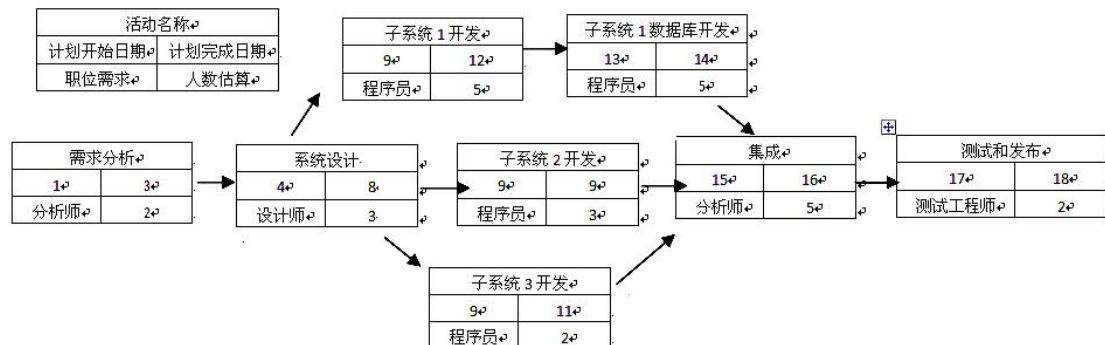 活动名称
计划开始日期 计划完成日期
职位需求 人数估算
子系统1开发
9 12
程序员 5
子系统1数据库开发
13 14
程序员 5
需求分析
1 3
分析师 2
系统设计
4 8
设计师 3
子系统2开发
9 9
程序员 3
集成
15 16
分析师 5
测试和发布
17 18
测试工程师 2
子系统3开发
9 11
程序员 2